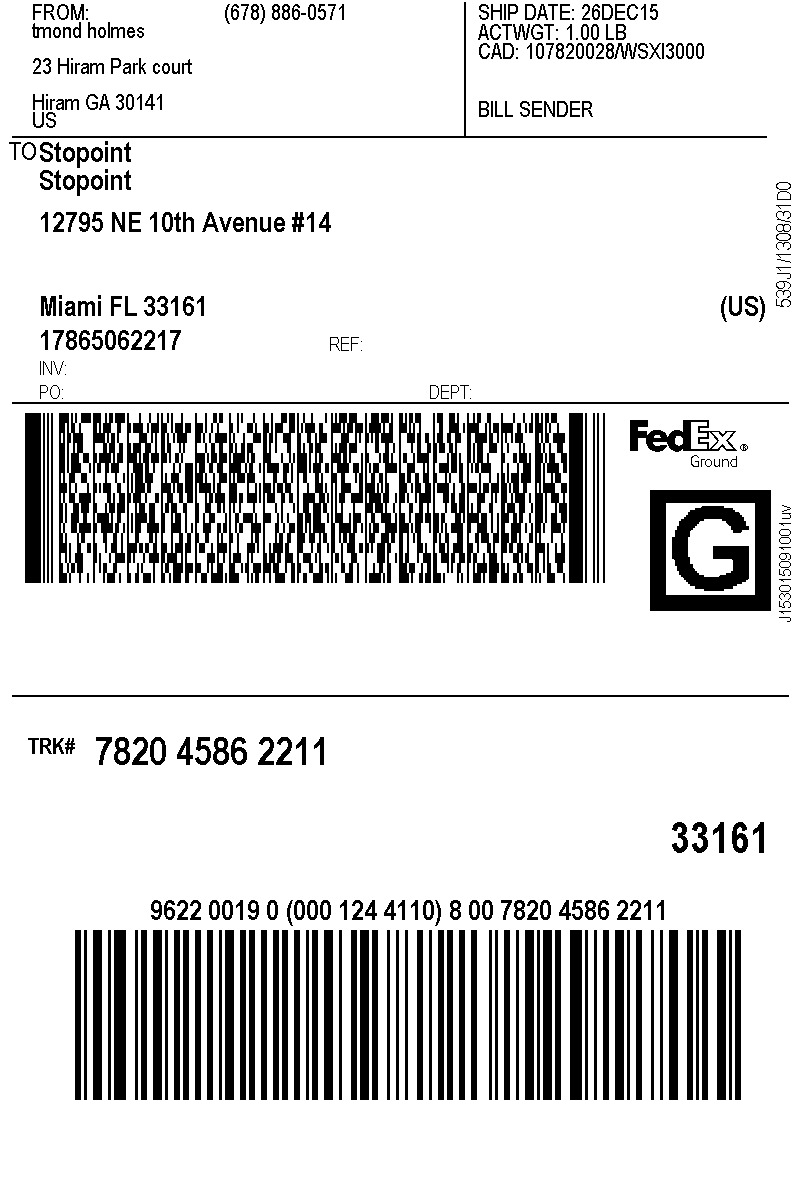 FROM: (678) 886-0571
tmond holmes
23 Hiram Park court
Hiram GA 30141
US
SHIP DATE: 26DEC15
ACTWGT: 1.00 LB
CAD: 107820028/WSXI3000
BILL SENDER
TO Stopoint
Stopoint
12795 NE 10th Avenue #14
Miami FL 33161 (US)
17865062217 REF:
INV:
PO: DEPT:
539J1/1308/31D0
FedEx®
Ground
G
J153015091001uv
TRK# 7820 4586 2211
33161
9622 0019 0 (000 124 4110) 8 00 7820 4586 2211